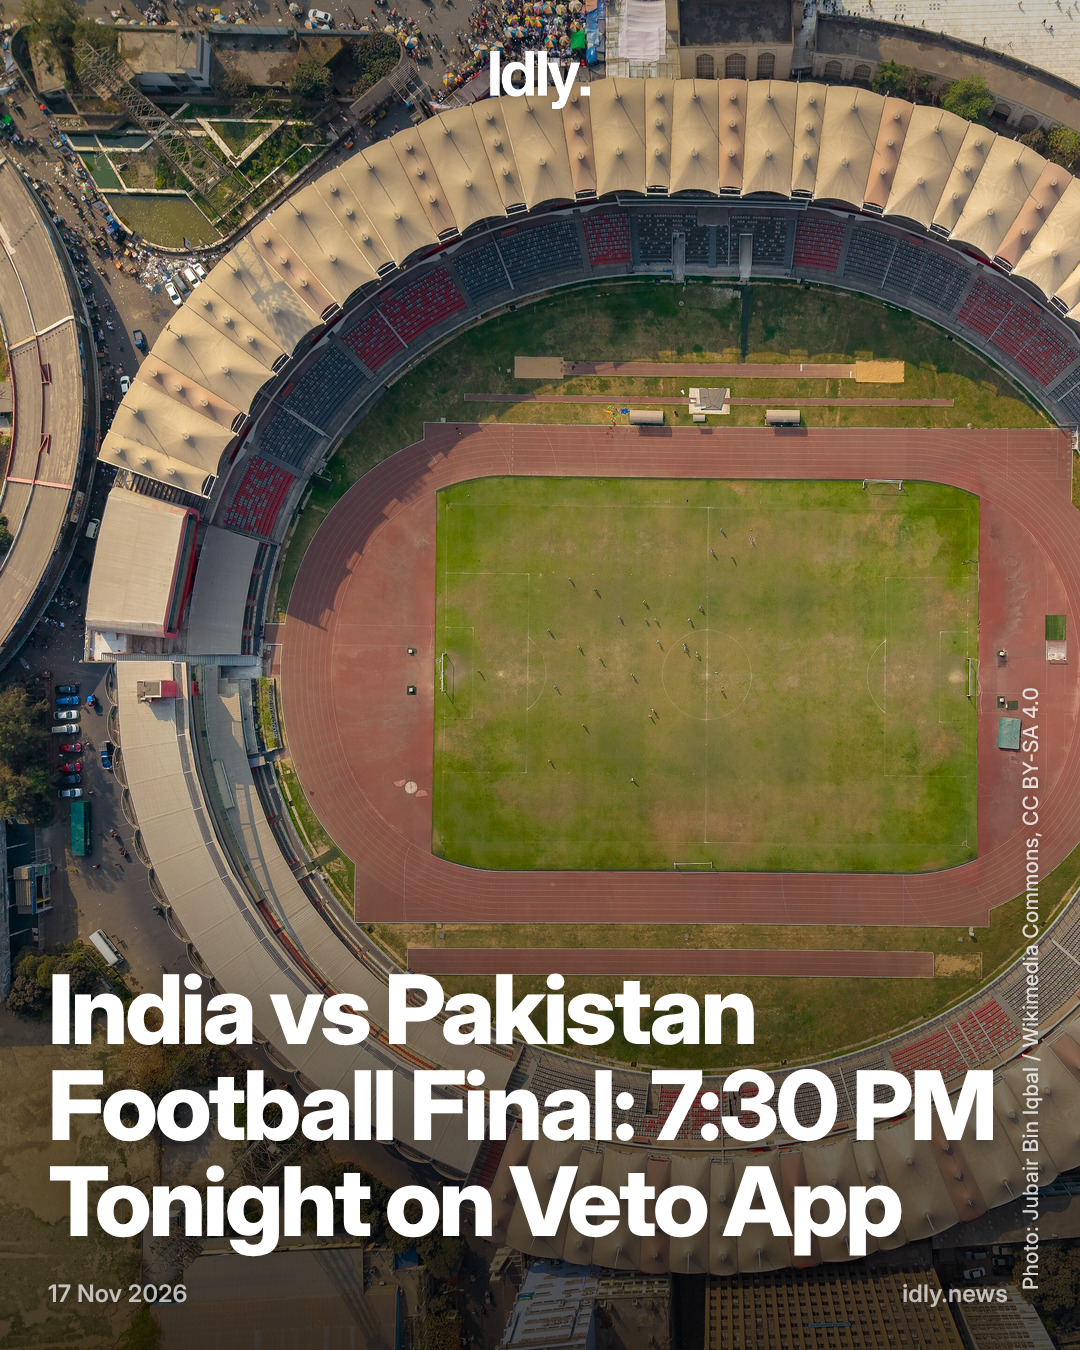 Idly.
India vs Pakistan
Football Final: 7:30 PM
Tonight on Veto App
17 Nov 2026
idly.news
Photo: Jubair Bin Iqbal / Wikimedia Commons, CC BY-SA 4.0